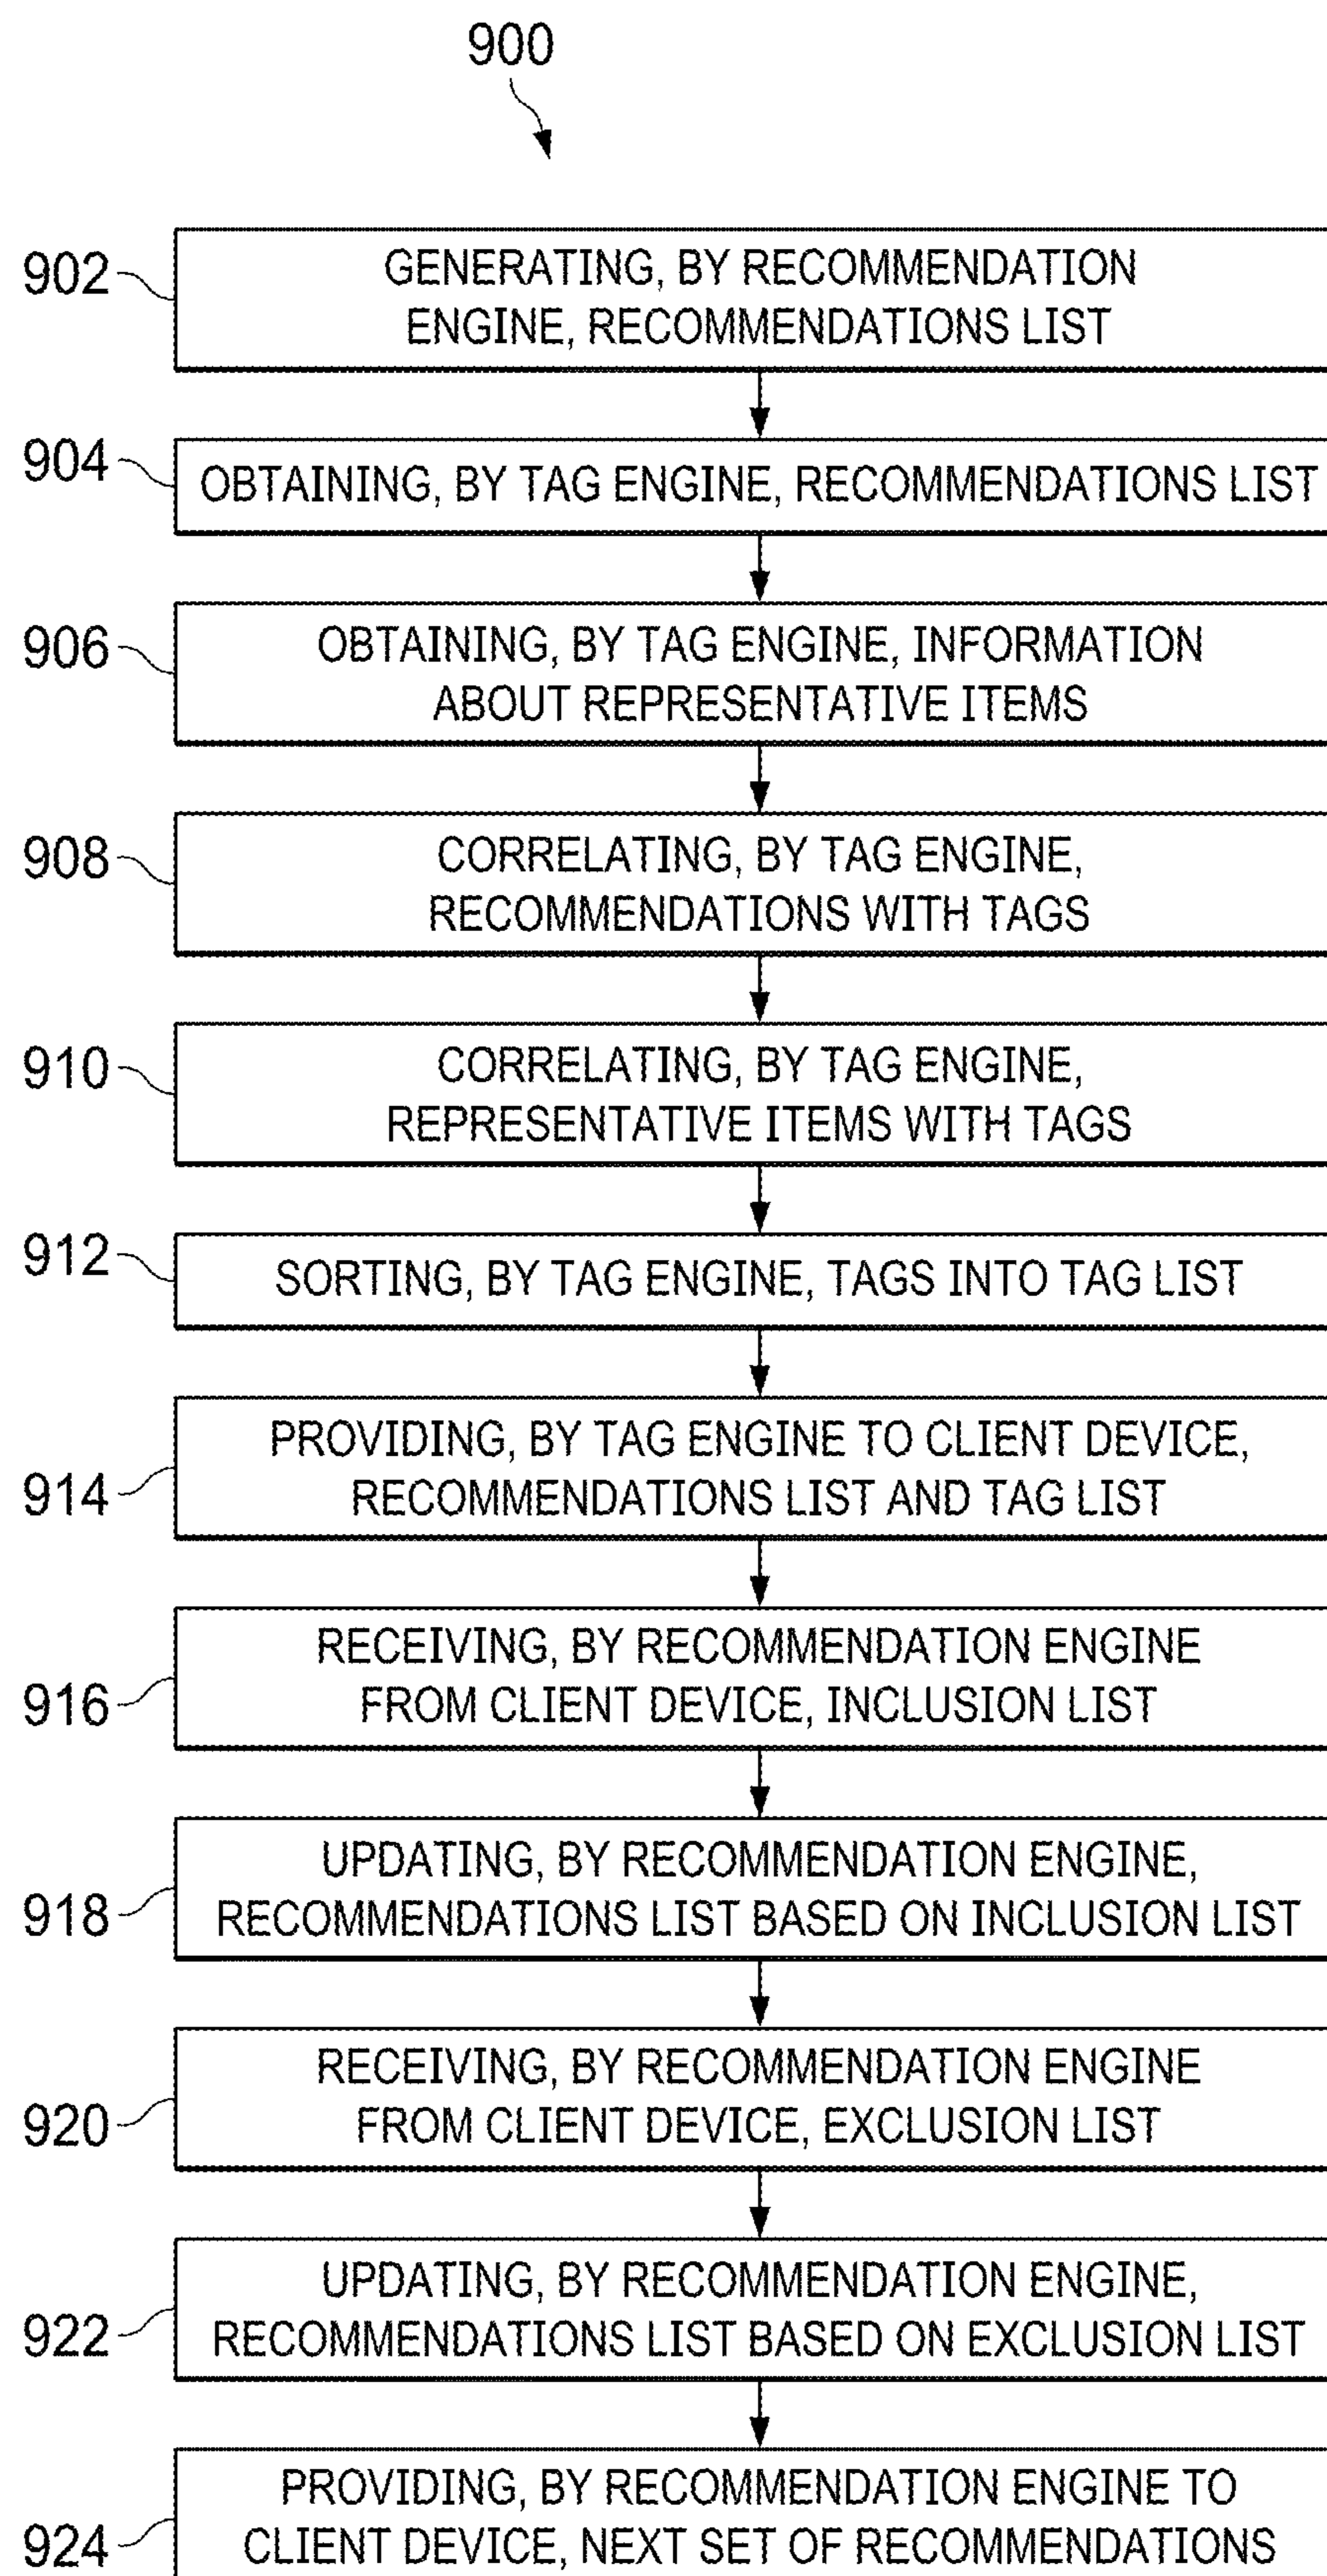 900
902
GENERATING, BY RECOMMENDATION
ENGINE, RECOMMENDATIONS LIST
904
OBTAINING, BY TAG ENGINE, RECOMMENDATIONS LIST
906
OBTAINING, BY TAG ENGINE, INFORMATION
ABOUT REPRESENTATIVE ITEMS
908
CORRELATING, BY TAG ENGINE,
RECOMMENDATIONS WITH TAGS
910
CORRELATING, BY TAG ENGINE,
REPRESENTATIVE ITEMS WITH TAGS
912
SORTING, BY TAG ENGINE, TAGS INTO TAG LIST
914
PROVIDING, BY TAG ENGINE TO CLIENT DEVICE,
RECOMMENDATIONS LIST AND TAG LIST
916
RECEIVING, BY RECOMMENDATION ENGINE
FROM CLIENT DEVICE, INCLUSION LIST
918
UPDATING, BY RECOMMENDATION ENGINE,
RECOMMENDATIONS LIST BASED ON INCLUSION LIST
920
RECEIVING, BY RECOMMENDATION ENGINE
FROM CLIENT DEVICE, EXCLUSION LIST
922
UPDATING, BY RECOMMENDATION ENGINE,
RECOMMENDATIONS LIST BASED ON EXCLUSION LIST
924
PROVIDING, BY RECOMMENDATION ENGINE TO
CLIENT DEVICE, NEXT SET OF RECOMMENDATIONS